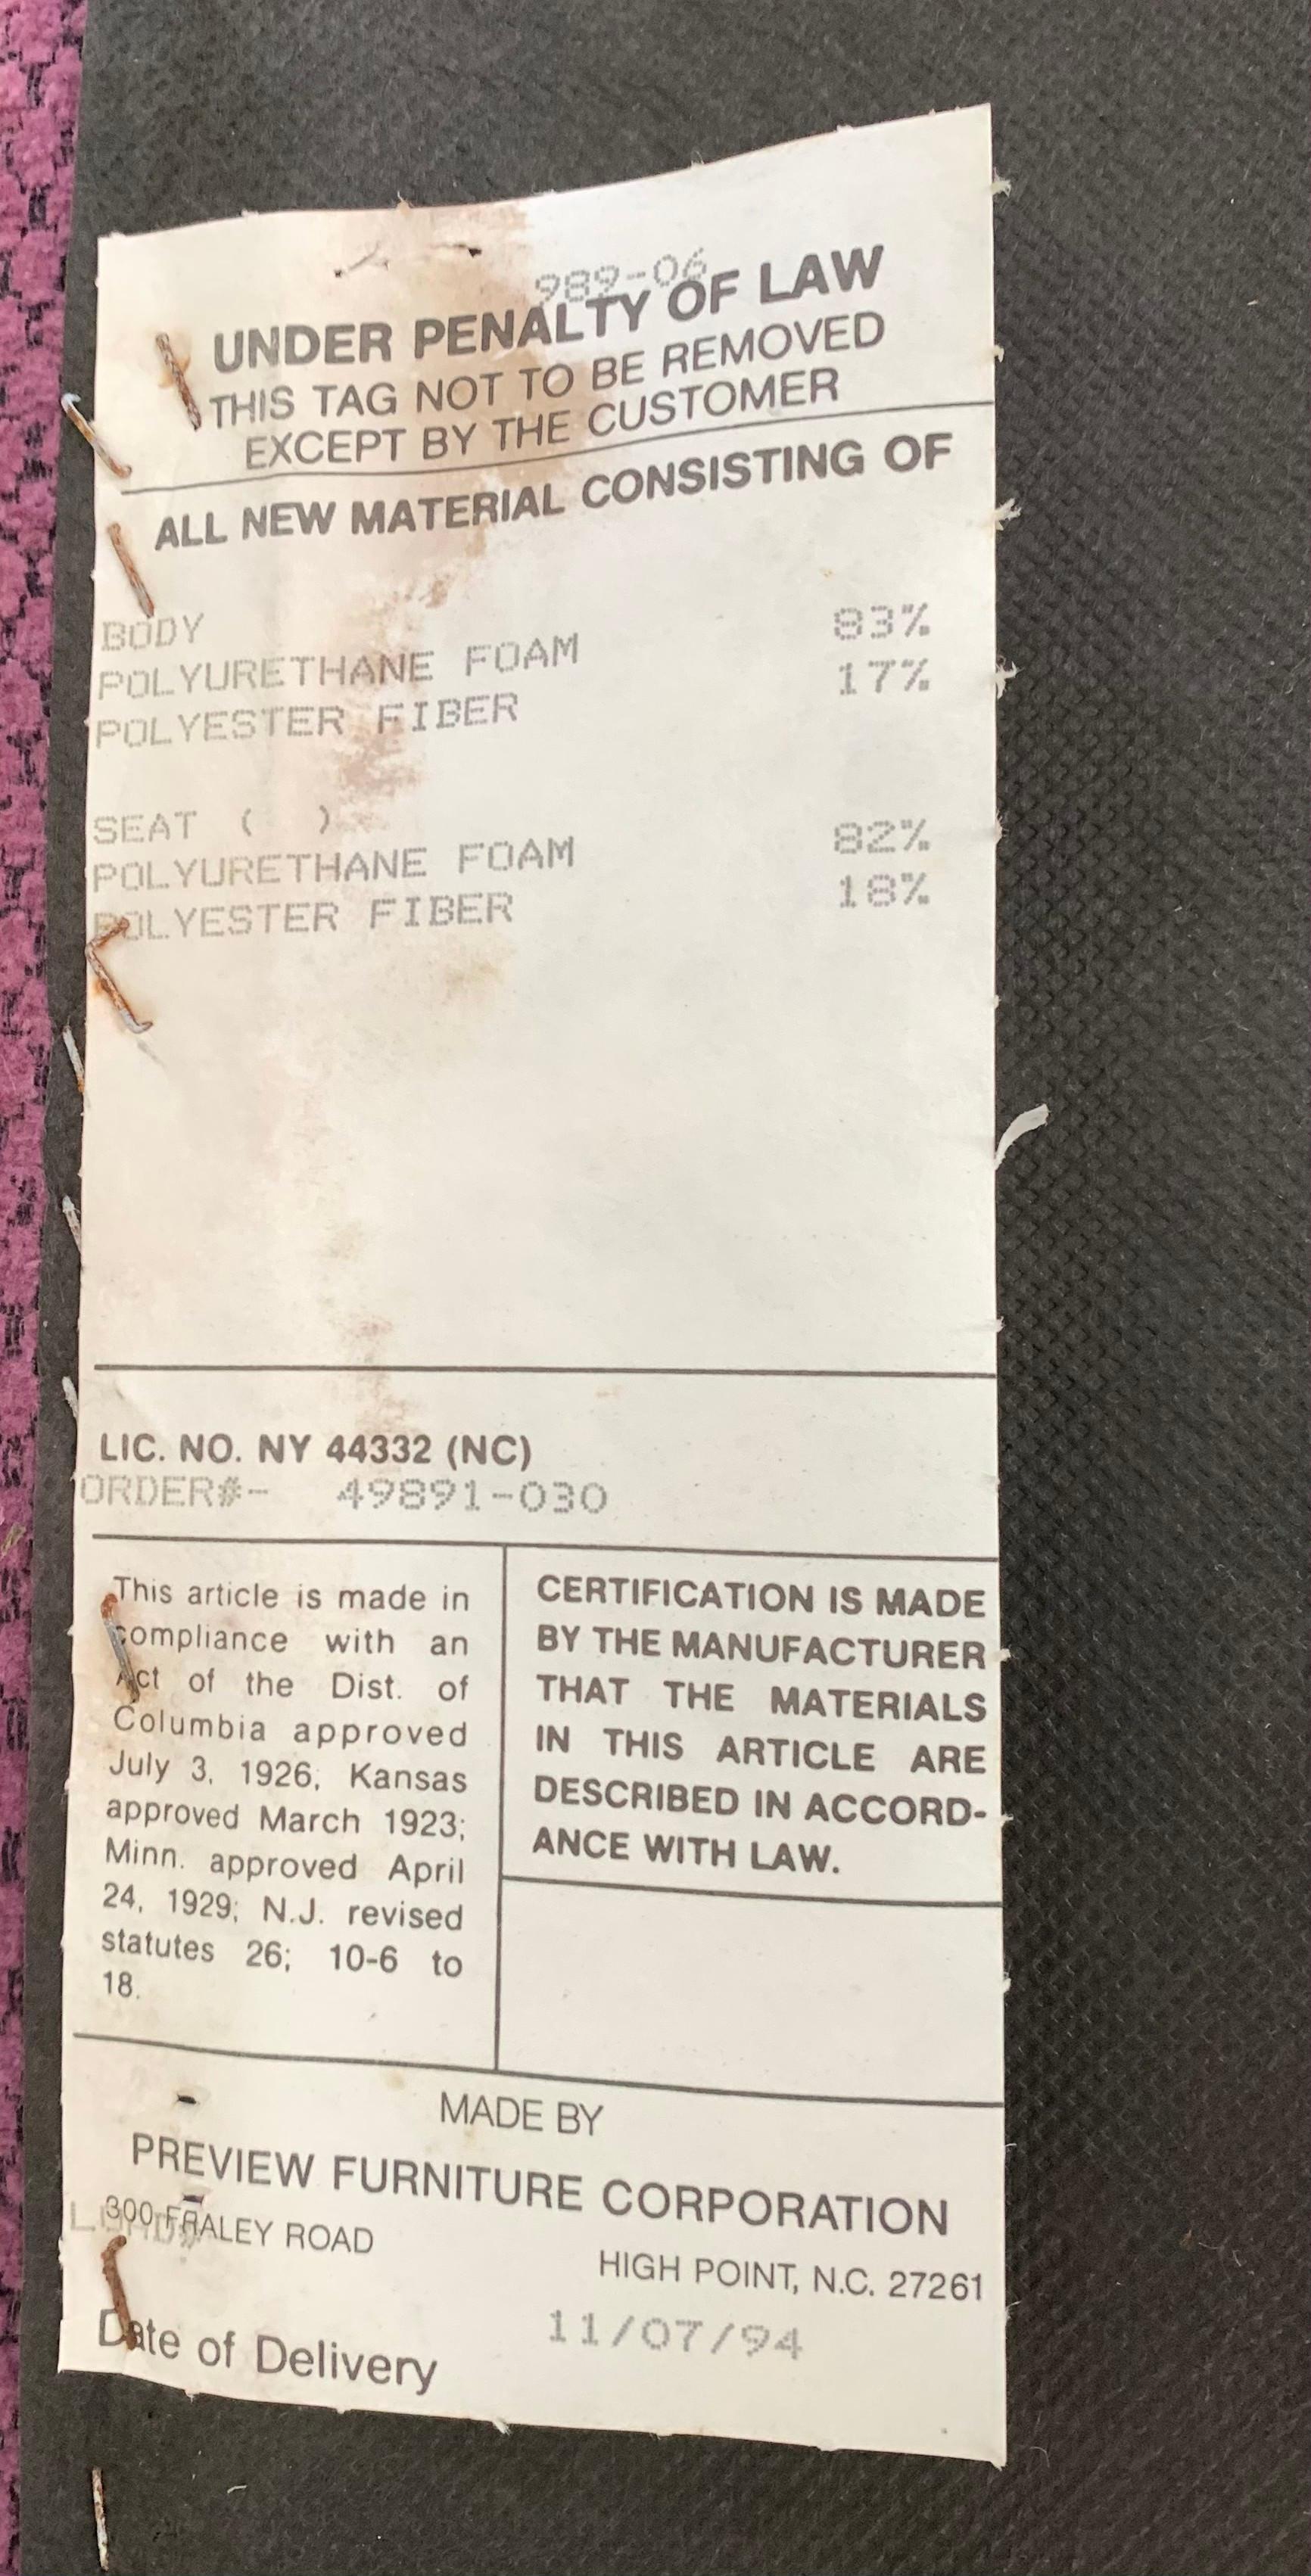 989-06
UNDER PENALTY OF LAW
THIS TAG NOT TO BE REMOVED
EXCEPT BY THE CUSTOMER
ALL NEW MATERIAL CONSISTING OF
BODY
POLYURETHANE FOAM 83%
POLYESTER FIBER 17%
SEAT ( )
POLYURETHANE FOAM 82%
POLYESTER FIBER 18%
LIC. NO. NY 44332 (NC)
ORDER#- 49891-030
This article is made in
compliance with an
Act of the Dist. of
Columbia approved
July 3, 1926, Kansas
approved March 1923;
Minn. approved April
24, 1929; N.J. revised
statutes 26; 10-6 to
18.
CERTIFICATION IS MADE
BY THE MANUFACTURER
THAT THE MATERIALS
IN THIS ARTICLE ARE
DESCRIBED IN ACCORD-
ANCE WITH LAW.
MADE BY
PREVIEW FURNITURE CORPORATION
300 FRALEY ROAD
HIGH POINT, N.C. 27261
Date of Delivery 11/07/94